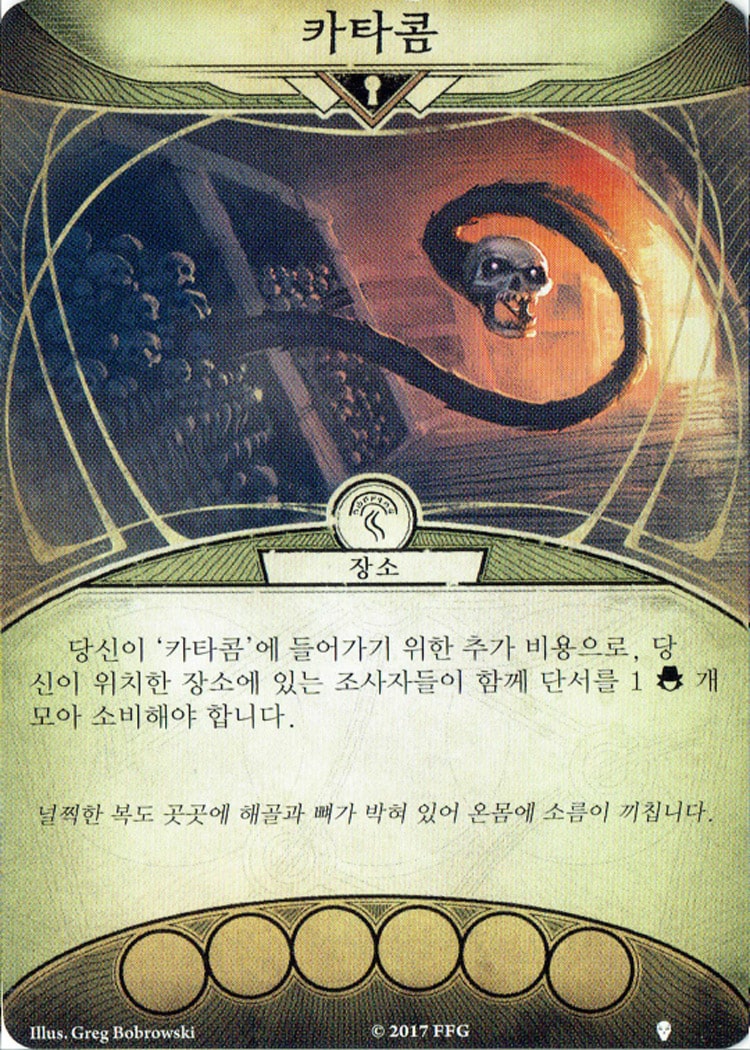 카타콤
장소
당신이 ‘카타콤’에 들어가기 위한 추가 비용으로, 당
신이 위치한 장소에 있는 조사자들이 함께 단서를 1 개
모아 소비해야 합니다.
널찍한 복도 곳곳에 해골과 뼈가 박혀 있어 온몸에 소름이 끼칩니다.
Illus. Greg Bobrowski
© 2017 FFG